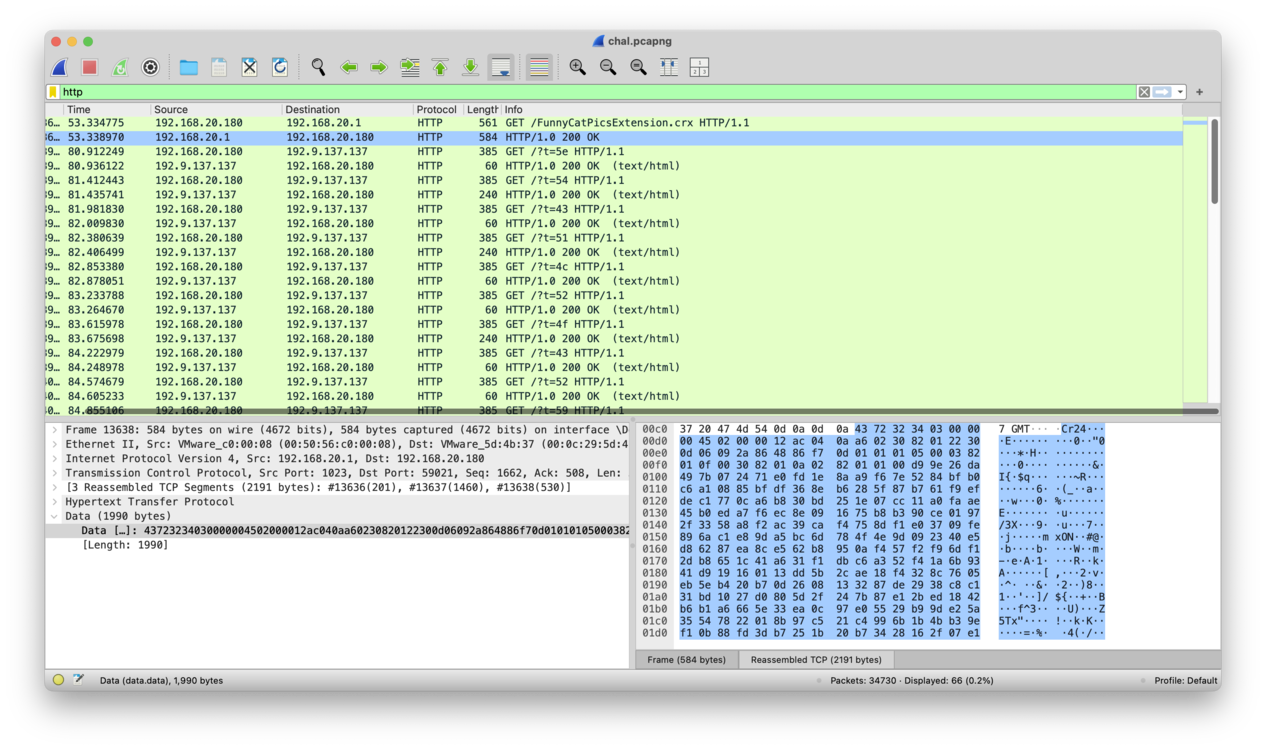 chal.pcapng
http
Time Source Destination Protocol Length Info
36… 53.334775 192.168.20.180 192.168.20.1 HTTP 561 GET /FunnyCatPicsExtension.crx HTTP/1.1
36… 53.338970 192.168.20.1 192.168.20.180 HTTP 584 HTTP/1.0 200 OK
39… 80.912249 192.168.20.180 192.9.137.137 HTTP 385 GET /?t=5e HTTP/1.1
39… 80.936122 192.9.137.137 192.168.20.180 HTTP 60 HTTP/1.0 200 OK (text/html)
39… 81.412443 192.168.20.180 192.9.137.137 HTTP 385 GET /?t=54 HTTP/1.1
39… 81.435741 192.9.137.137 192.168.20.180 HTTP 240 HTTP/1.0 200 OK (text/html)
39… 81.981830 192.168.20.180 192.9.137.137 HTTP 385 GET /?t=43 HTTP/1.1
39… 82.009830 192.9.137.137 192.168.20.180 HTTP 60 HTTP/1.0 200 OK (text/html)
39… 82.380639 192.168.20.180 192.9.137.137 HTTP 385 GET /?t=51 HTTP/1.1
39… 82.406499 192.9.137.137 192.168.20.180 HTTP 240 HTTP/1.0 200 OK (text/html)
39… 82.853380 192.168.20.180 192.9.137.137 HTTP 385 GET /?t=4c HTTP/1.1
39… 82.878051 192.9.137.137 192.168.20.180 HTTP 60 HTTP/1.0 200 OK (text/html)
39… 83.233788 192.168.20.180 192.9.137.137 HTTP 385 GET /?t=52 HTTP/1.1
39… 83.264670 192.9.137.137 192.168.20.180 HTTP 60 HTTP/1.0 200 OK (text/html)
39… 83.615978 192.168.20.180 192.9.137.137 HTTP 385 GET /?t=4f HTTP/1.1
39… 83.675698 192.9.137.137 192.168.20.180 HTTP 240 HTTP/1.0 200 OK (text/html)
39… 84.222979 192.168.20.180 192.9.137.137 HTTP 385 GET /?t=43 HTTP/1.1
39… 84.248978 192.9.137.137 192.168.20.180 HTTP 60 HTTP/1.0 200 OK (text/html)
40… 84.574679 192.168.20.180 192.9.137.137 HTTP 385 GET /?t=52 HTTP/1.1
40… 84.605233 192.9.137.137 192.168.20.180 HTTP 60 HTTP/1.0 200 OK (text/html)
40… 84.855106 192.168.20.180 192.9.137.137 HTTP 385 GET /?t=59 HTTP/1.1
Frame 13638: 584 bytes on wire (4672 bits), 584 bytes captured (4672 bits) on interface \D
Ethernet II, Src: VMware_c0:00:08 (00:50:56:c0:00:08), Dst: VMware_5d:4b:37 (00:0c:29:5d:4
Internet Protocol Version 4, Src: 192.168.20.1, Dst: 192.168.20.180
Transmission Control Protocol, Src Port: 1023, Dst Port: 59021, Seq: 1662, Ack: 508, Len:
[3 Reassembled TCP Segments (2191 bytes): #13636(201), #13637(1460), #13638(530)]
Hypertext Transfer Protocol
Data (1990 bytes)
Data […]: 43723234030000004502000012ac040aa60230820122300d06092a864886f70d01010105000382
[Length: 1990]
00c0 37 20 47 4d 54 0d 0a 0d 0a 43 72 32 34 03 00 00 7 GMT····Cr24···
00d0 00 45 02 00 00 12 ac 04 0a a6 02 30 82 01 22 30 ·E·········0··"0
00e0 0d 06 09 2a 86 48 86 f7 0d 01 01 01 05 00 03 82 ···*·H··········
00f0 01 0f 00 30 82 01 0a 02 82 01 01 00 d9 9e 26 da ···0··········&·
0100 49 7b 07 24 71 e0 fd 1e 8a a9 f6 7e 52 84 bf b0 I{·$q······~R···
0110 c6 a1 08 85 bf df 36 8e b6 28 5f 87 b7 61 f9 ef ······6··(_··a··
0120 de c1 77 0c a6 b8 30 bd 25 1e 07 cc 11 a0 fa ae ··w···0·%·······
0130 45 b0 ed a7 f6 ec 8e 09 16 75 b8 b3 90 ce 01 97 E········u······
0140 2f 33 58 a8 f2 ac 39 ca f4 75 8d f1 e0 37 09 fe /3X···9··u···7··
0150 89 6a c1 e8 9d a5 bc 6d 78 4f 4e 9d 09 23 40 e5 ·j·····mxON··#@·
0160 d8 62 87 ea 8c e5 62 b8 95 0a f4 57 f2 f9 6d f1 ·b····b····W··m·
0170 2d b8 65 1c 41 a6 31 f1 db c6 a3 52 f4 1a 6b 93 -·e·A·1····R··k·
0180 41 d9 19 16 01 13 dd 5b 2c ae 18 f4 32 8c 76 05 A······[,···2·v·
0190 eb 5e b4 20 b7 0d 26 08 13 32 87 de 29 38 c8 c1 ·^· ··&··2··)8··
01a0 31 bd 10 27 d0 80 5d 2f 24 7b 87 e1 2b ed 18 42 1··'··]/${··+··B
01b0 b6 b1 a6 66 5e 33 ea 0c 97 e0 55 29 b9 9d e2 5a ···f^3····U)···Z
01c0 35 54 78 22 01 8b 97 c5 21 c4 99 6b 1b 4b b3 9e 5Tx"····!··k·K··
01d0 f1 0b 88 fd 3d b7 25 1b 20 b7 34 28 16 2f 07 e1 ····=·%· ·4(·/··
Frame (584 bytes) Reassembled TCP (2191 bytes)
Data (data.data), 1,990 bytes Packets: 34730 · Displayed: 66 (0.2%) Profile: Default